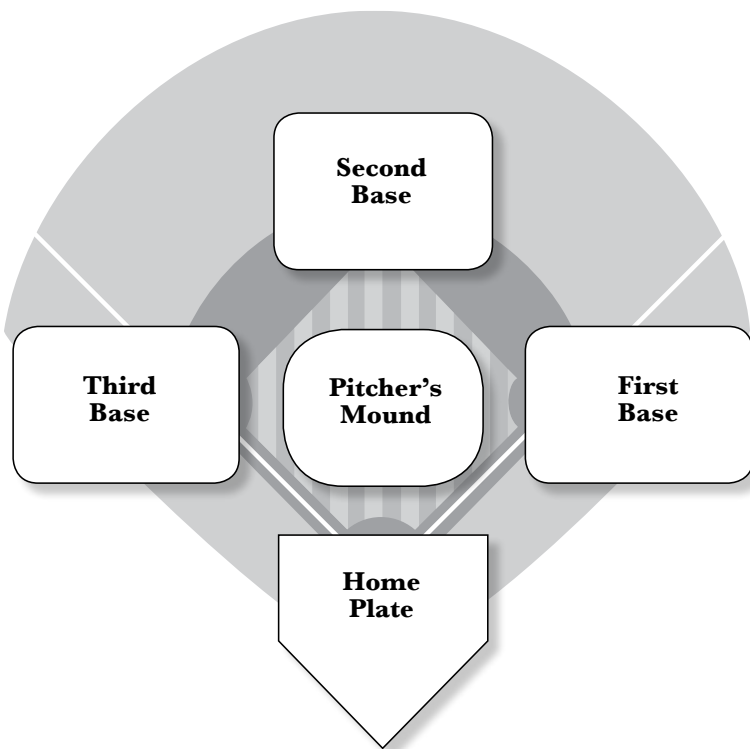 Second
Base
Third
Base
Pitcher’s
Mound
First
Base
Home
Plate